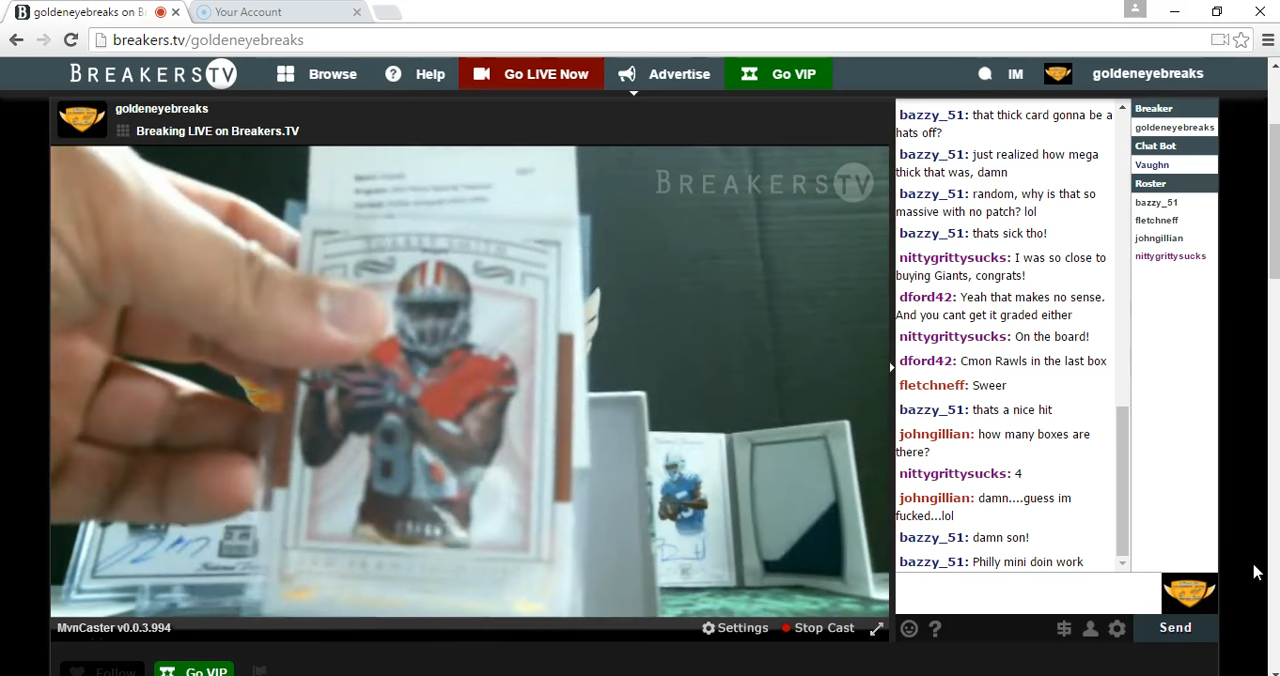 goldeneyebreaks on B
Your Account
breakers.tv/goldeneyebreaks
BREAKERSTV
Browse
Help
Go LIVE Now
Advertise
Go VIP
IM
goldeneyebreaks
goldeneyebreaks
Breaking LIVE on Breakers.TV
BREAKERSTV
MvnCaster v0.0.3.994
Settings
Stop Cast
Follow
Go VIP
bazzy_51: that thick card gonna be a
hats off?
bazzy_51: just realized how mega
thick that was, damn
bazzy_51: random, why is that so
massive with no patch? lol
bazzy_51: thats sick tho!
nittygrittysucks: I was so close to
buying Giants, congrats!
dford42: Yeah that makes no sense.
And you cant get it graded either
nittygrittysucks: On the board!
dford42: Cmon Rawls in the last box
fletchneff: Sweer
bazzy_51: thats a nice hit
johngillian: how many boxes are
there?
nittygrittysucks: 4
johngillian: damn....guess im
fucked...lol
bazzy_51: damn son!
bazzy_51: Philly mini doin work
Send
Breaker
goldeneyebreaks
Chat Bot
Vaughn
Roster
bazzy_51
fletchneff
johngillian
nittygrittysucks